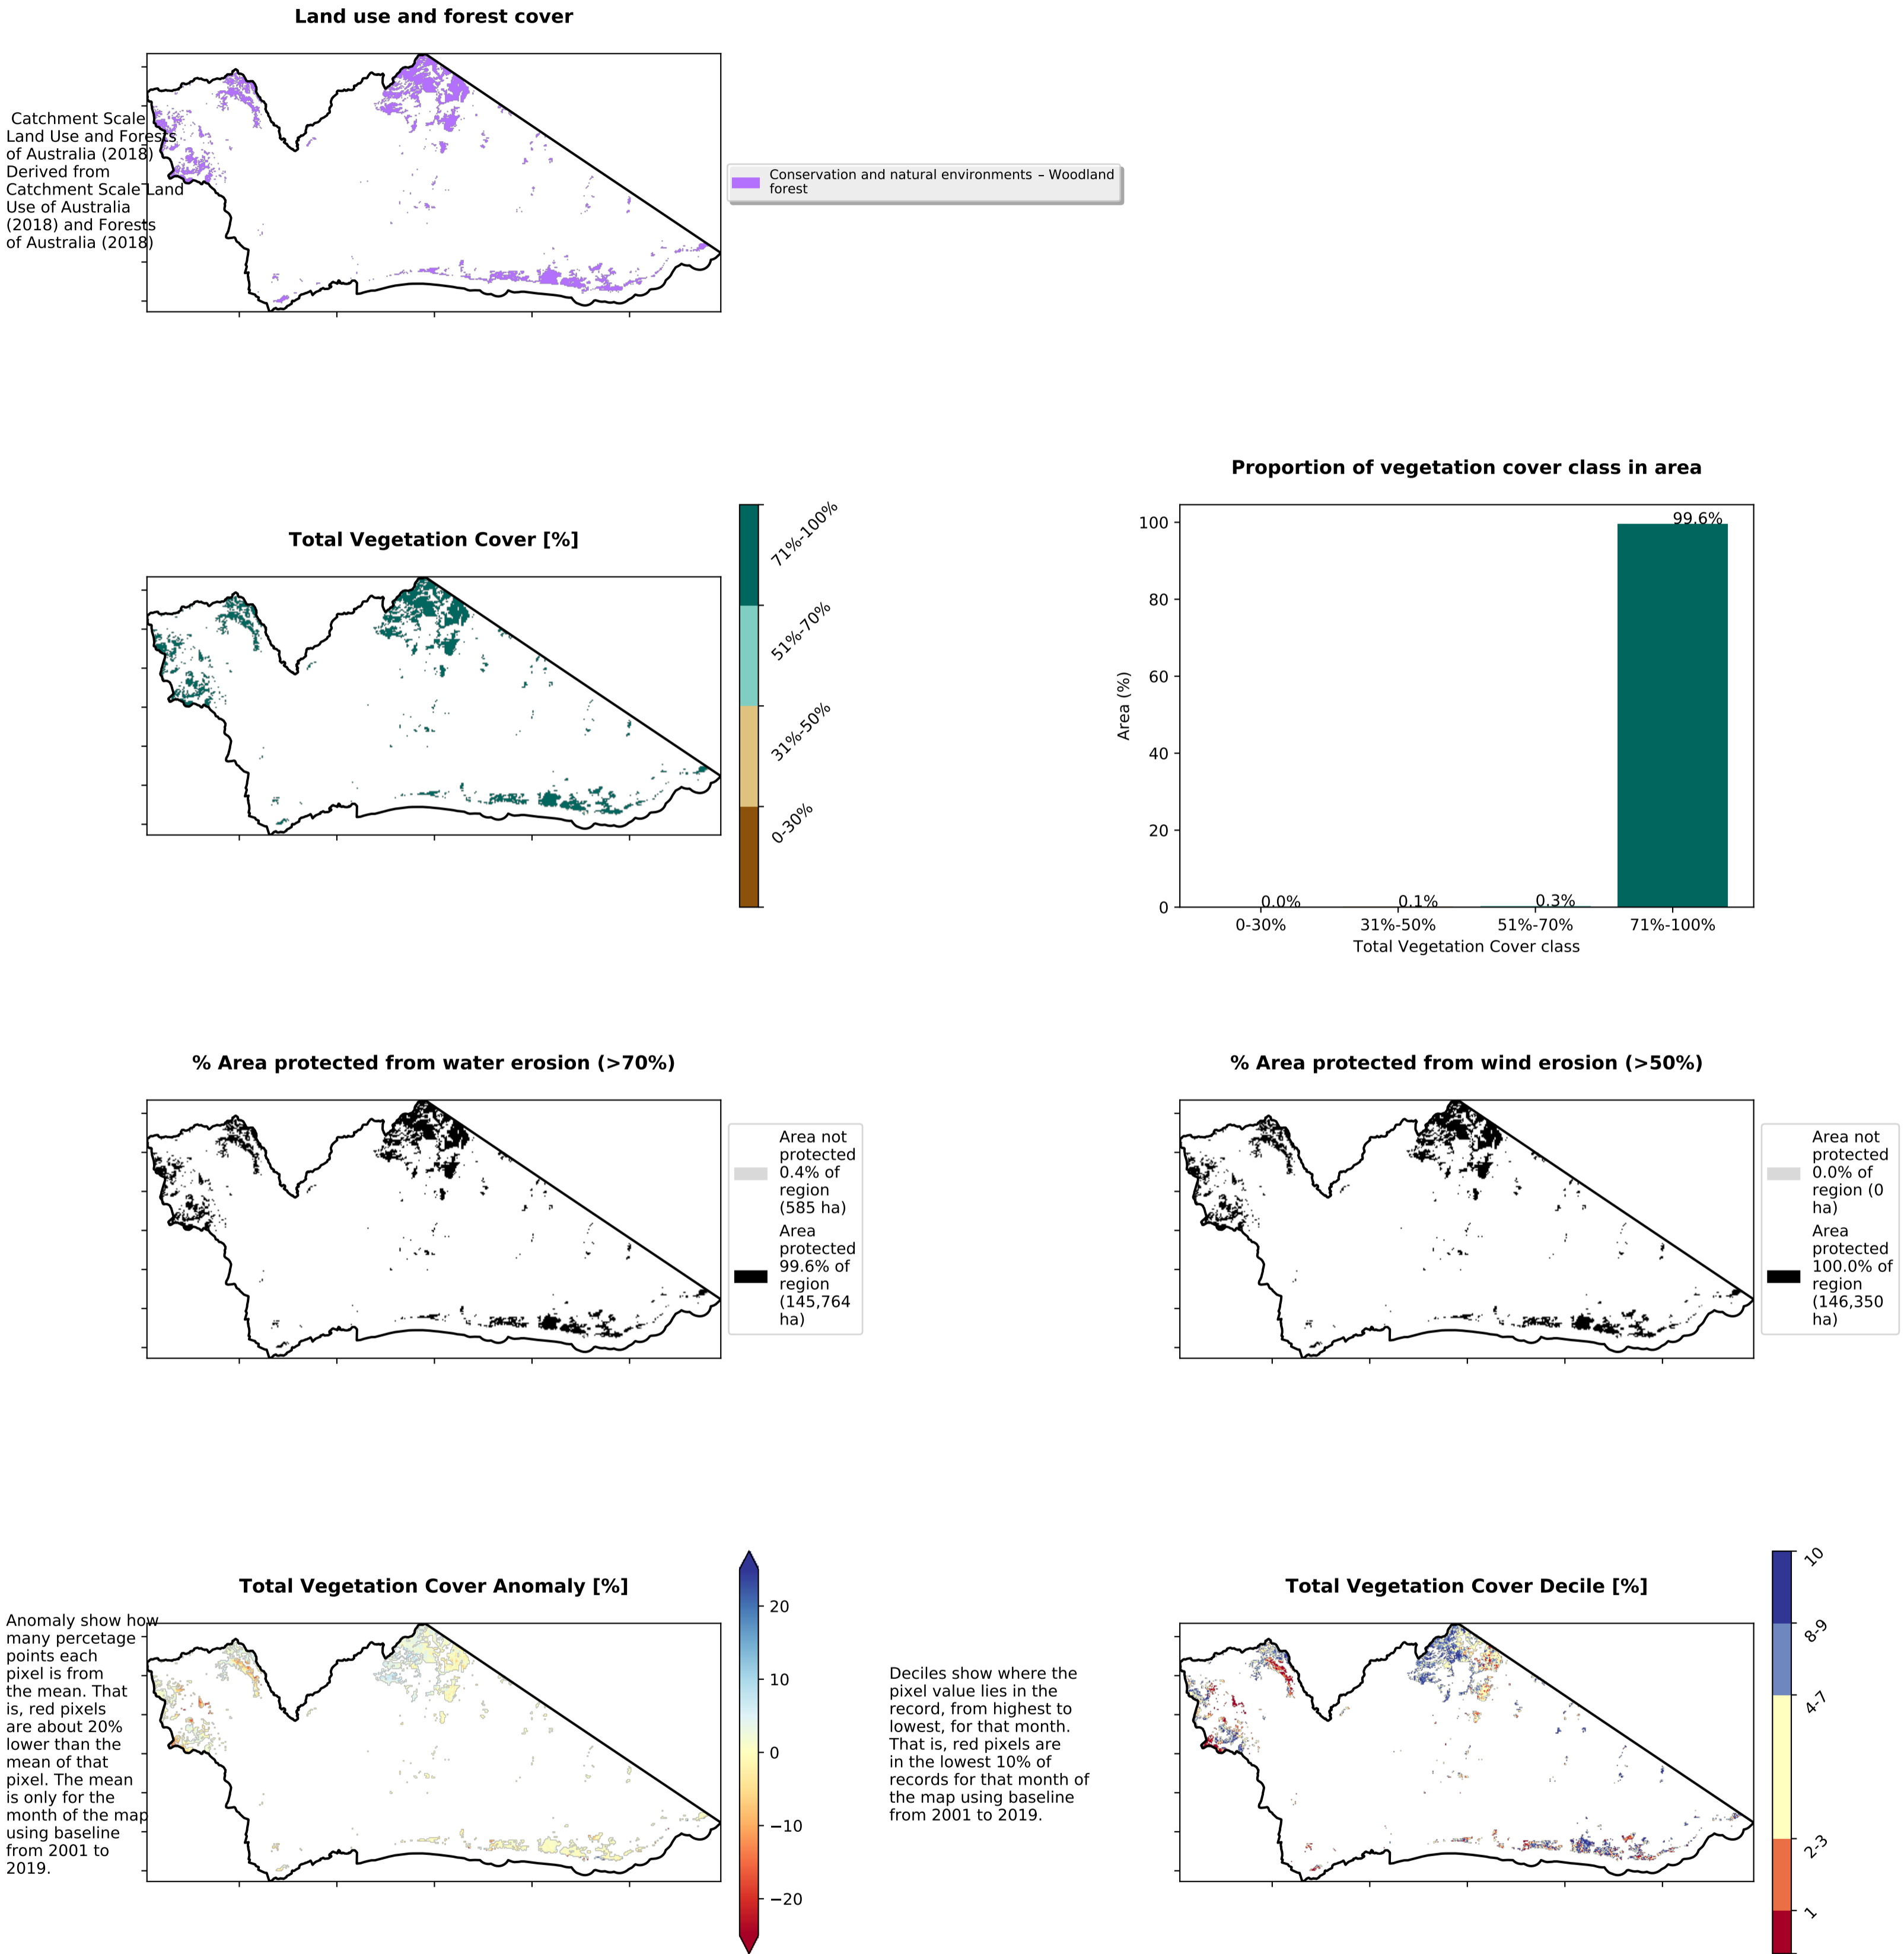 Land use and forest cover
Catchment Scale
Land Use and Forests
of Australia (2018)
Derived from
Catchment Scale Land
Use of Australia
(2018) and Forests
of Australia (2018)
Conservation and natural environments – Woodland
forest
Total Vegetation Cover [%]
71%-100%
51%-70%
31%-50%
0-30%
Proportion of vegetation cover class in area
Area (%)
100
80
60
40
20
0
0.0%
0.1%
0.3%
99.6%
0-30%
31%-50%
51%-70%
71%-100%
Total Vegetation Cover class
% Area protected from water erosion (>70%)
Area not
protected
0.4% of
region
(585 ha)
Area
protected
99.6% of
region
(145,764
ha)
% Area protected from wind erosion (>50%)
Area not
protected
0.0% of
region (0
ha)
Area
protected
100.0% of
region
(146,350
ha)
Total Vegetation Cover Anomaly [%]
Anomaly show how
many percetage
points each
pixel is from
the mean. That
is, red pixels
are about 20%
lower than the
mean of that
pixel. The mean
is only for the
month of the map
using baseline
from 2001 to
2019.
20
10
0
−10
−20
Deciles show where the
pixel value lies in the
record, from highest to
lowest, for that month.
That is, red pixels are
in the lowest 10% of
records for that month of
the map using baseline
from 2001 to 2019.
Total Vegetation Cover Decile [%]
10
8-9
4-7
2-3
1